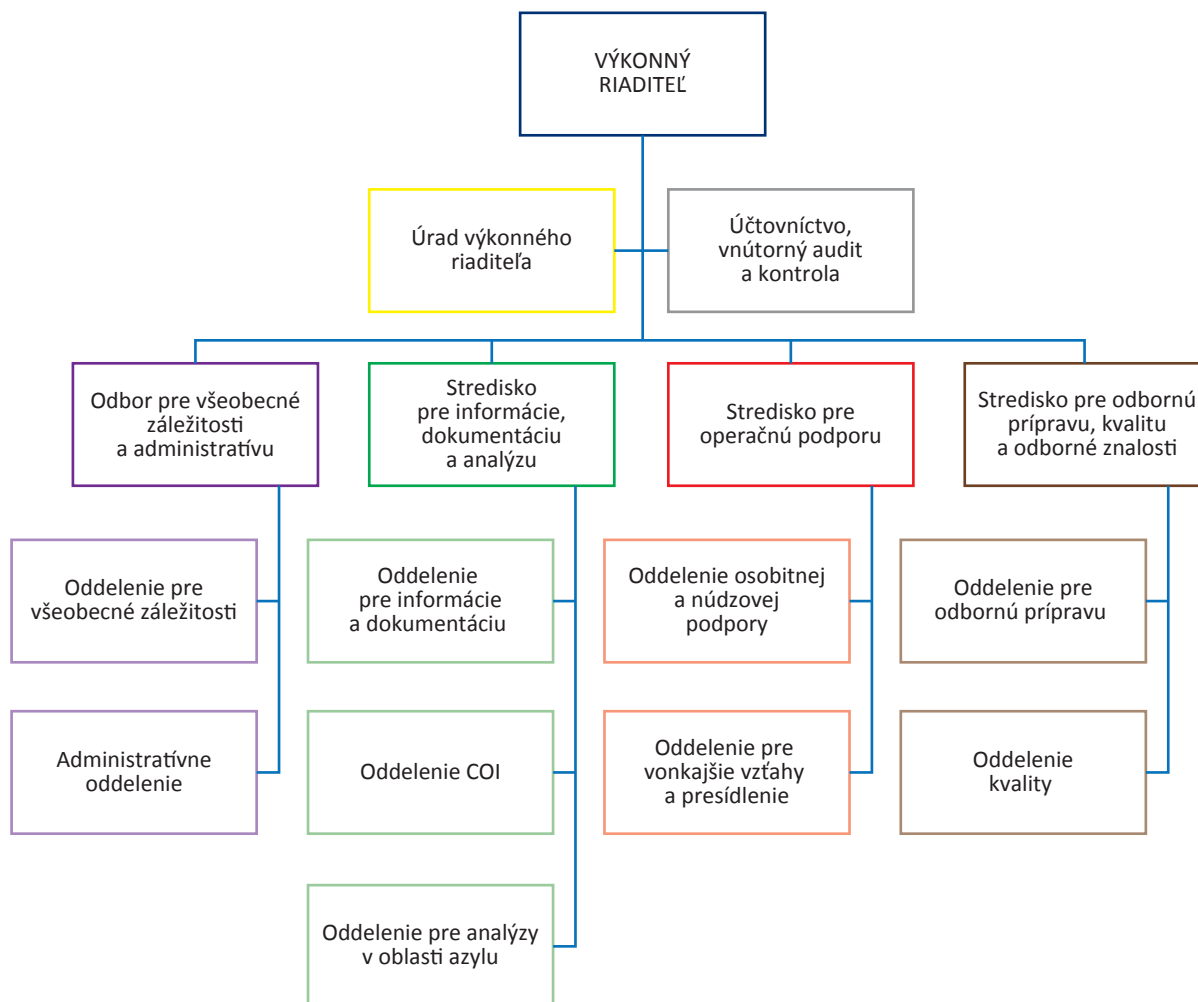 VÝKONNÝ
RIADITEĽ
Úrad výkonného
riaditeľa
Účtovníctvo,
vnútorný audit
a kontrola
Odbor pre všeobecné
záležitosti
a administratívu
Stredisko
pre informácie,
dokumentáciu
a analýzu
Stredisko pre
operačnú podporu
Stredisko pre odbornú
prípravu, kvalitu
a odborné znalosti
Oddelenie pre
všeobecné záležitosti
Oddelenie
pre informácie
a dokumentáciu
Oddelenie osobitnej
a núdzovej
podpory
Oddelenie pre
odbornú prípravu
Administratívne
oddelenie
Oddelenie COI
Oddelenie pre
vonkajšie vzťahy
a presídlenie
Oddelenie
kvality
Oddelenie pre analýzy
v oblasti azylu